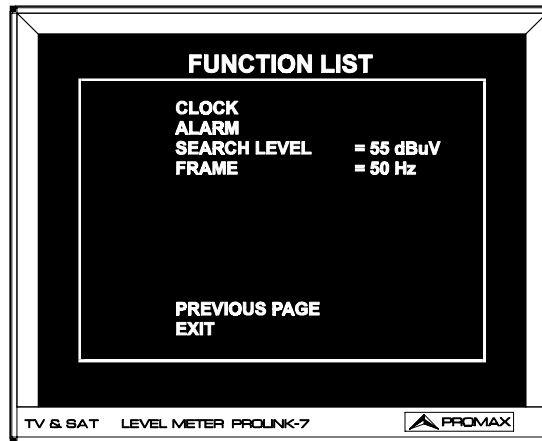 FUNCTION LIST
CLOCK
ALARM
SEARCH LEVEL = 55 dBuV
FRAME = 50 Hz
PREVIOUS PAGE
EXIT
TV & SAT LEVEL METER PROLINK-7 PROMAX